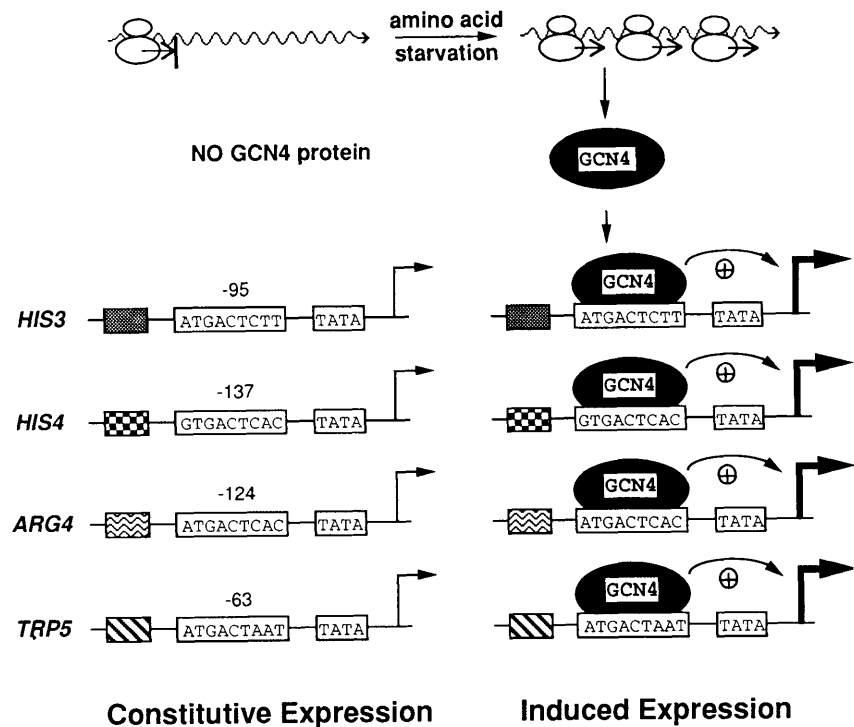 amino acid
starvation
NO GCN4 protein
GCN4
HIS3
-95
ATGACTCTT
TATA
GCN4
⊕
ATGACTCTT
TATA
HIS4
-137
GTGACTCAC
TATA
GCN4
⊕
GTGACTCAC
TATA
ARG4
-124
ATGACTCAC
TATA
GCN4
⊕
ATGACTCAC
TATA
TRP5
-63
ATGACTAAT
TATA
GCN4
⊕
ATGACTAAT
TATA
Constitutive Expression
Induced Expression